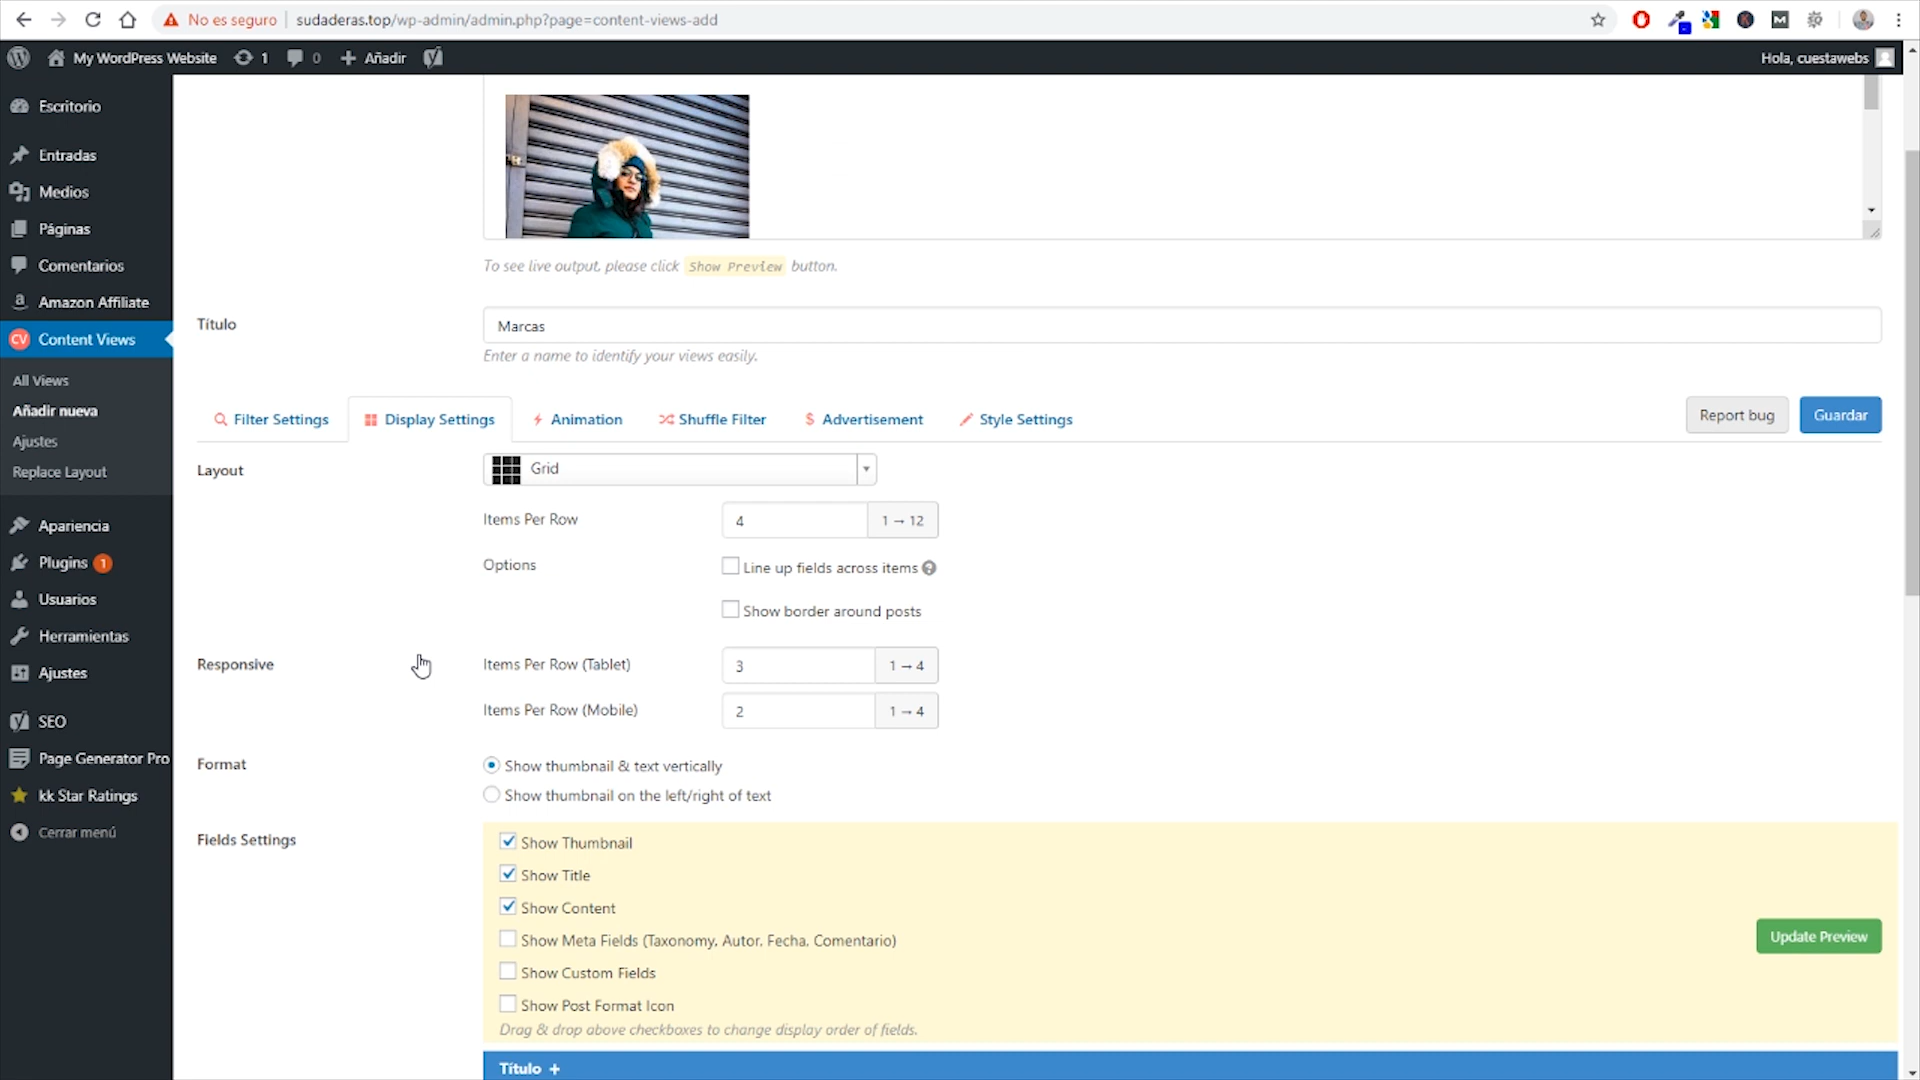 No es seguro
sudaderas.top/wp-admin/admin.php?page=content-views-add
My WordPress Website
1
0
Añadir
Hola, cuestawebs
Escritorio
Entradas
Medios
Páginas
Comentarios
Amazon Affiliate
Content Views
All Views
Añadir nueva
Ajustes
Replace Layout
Apariencia
Plugins 1
Usuarios
Herramientas
Ajustes
SEO
Page Generator Pro
kk Star Ratings
Cerrar menú
To see live output, please click Show Preview button.
Título
Marcas
Enter a name to identify your views easily.
Filter Settings
Display Settings
Animation
Shuffle Filter
$ Advertisement
Style Settings
Report bug
Guardar
Layout
Grid
Items Per Row
4
1 → 12
Options
Line up fields across items ?
Show border around posts
Responsive
Items Per Row (Tablet)
3
1 → 4
Items Per Row (Mobile)
2
1 → 4
Format
Show thumbnail & text vertically
Show thumbnail on the left/right of text
Fields Settings
Show Thumbnail
Show Title
Show Content
Show Meta Fields (Taxonomy, Autor, Fecha, Comentario)
Show Custom Fields
Show Post Format Icon
Drag & drop above checkboxes to change display order of fields.
Update Preview
Título +